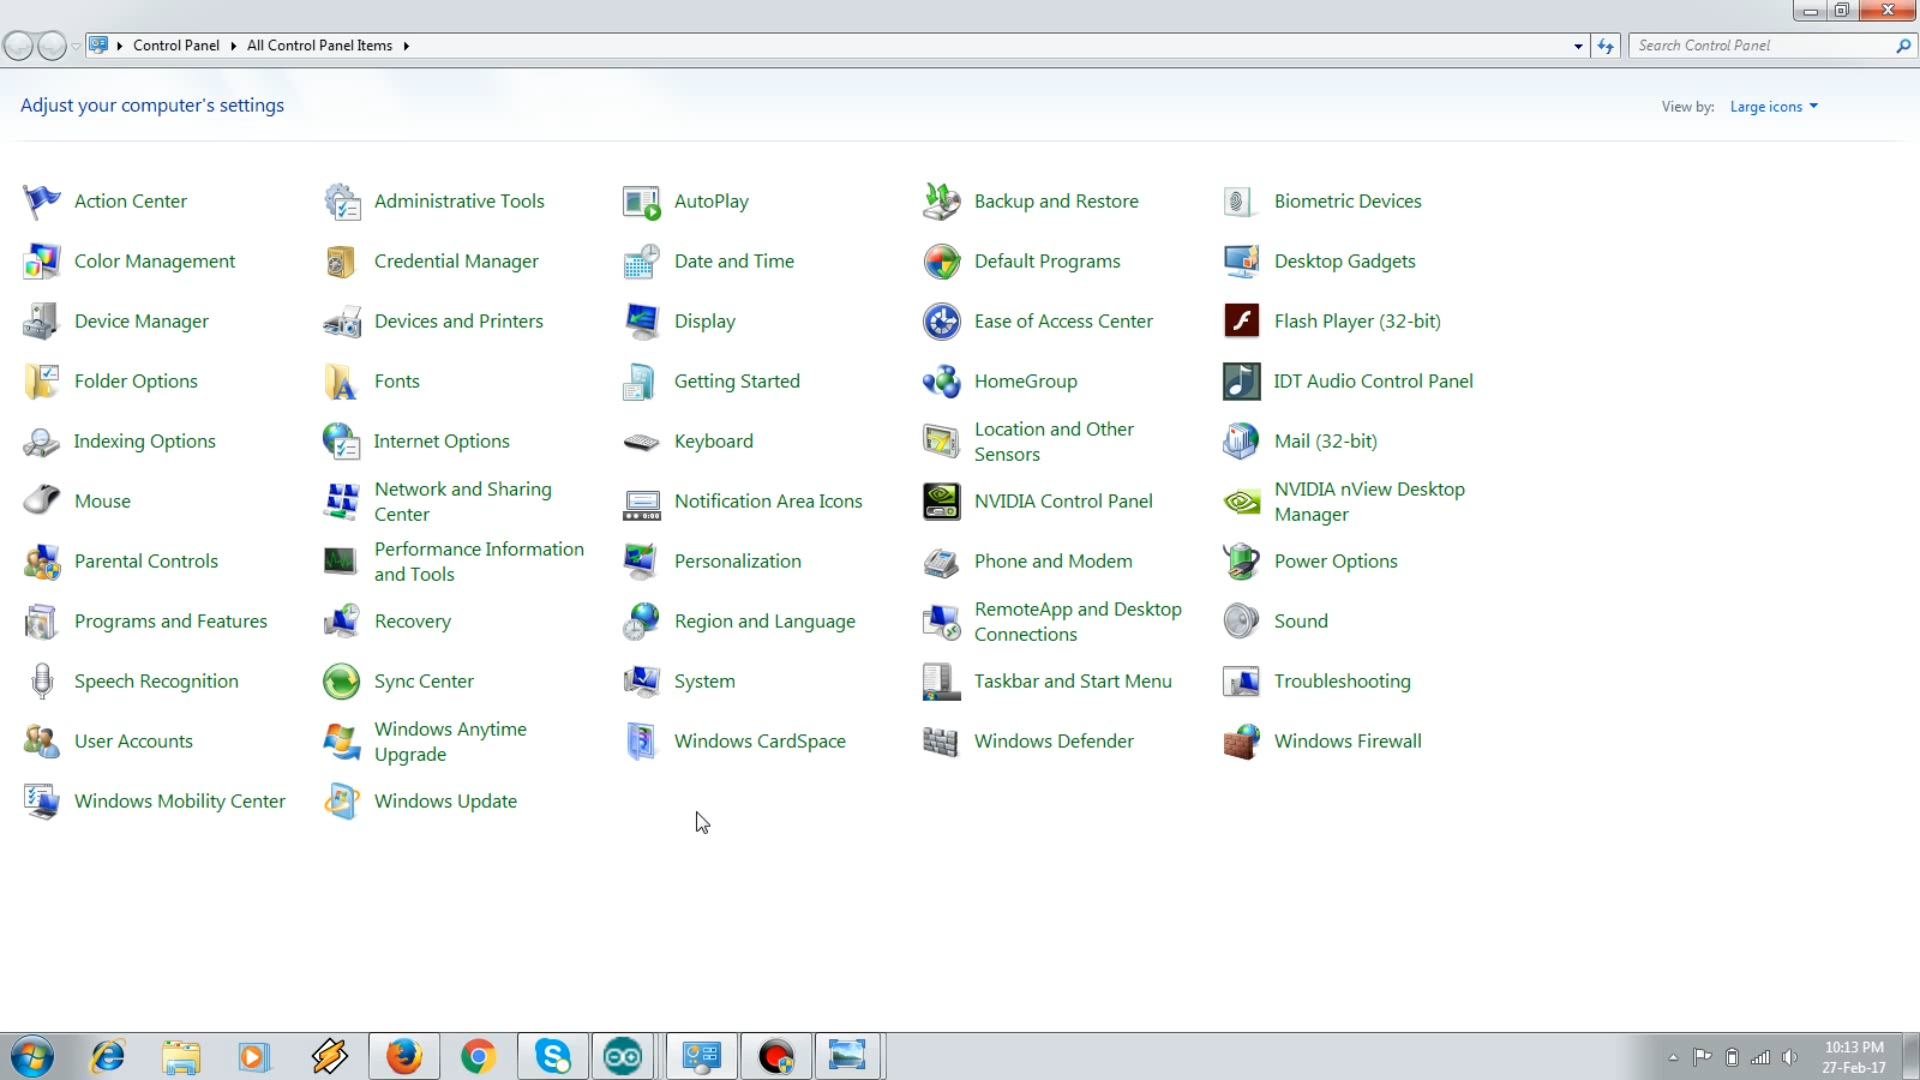 Control Panel All Control Panel Items
Search Control Panel
Adjust your computer's settings
View by: Large icons
Action Center
Administrative Tools
AutoPlay
Backup and Restore
Biometric Devices
Color Management
Credential Manager
Date and Time
Default Programs
Desktop Gadgets
Device Manager
Devices and Printers
Display
Ease of Access Center
Flash Player (32-bit)
Folder Options
Fonts
Getting Started
HomeGroup
IDT Audio Control Panel
Indexing Options
Internet Options
Keyboard
Location and Other
Sensors
Mail (32-bit)
Mouse
Network and Sharing
Center
Notification Area Icons
NVIDIA Control Panel
NVIDIA nView Desktop
Manager
Parental Controls
Performance Information
and Tools
Personalization
Phone and Modem
Power Options
Programs and Features
Recovery
Region and Language
RemoteApp and Desktop
Connections
Sound
Speech Recognition
Sync Center
System
Taskbar and Start Menu
Troubleshooting
User Accounts
Windows Anytime
Upgrade
Windows CardSpace
Windows Defender
Windows Firewall
Windows Mobility Center
Windows Update
10:13 PM
27-Feb-17